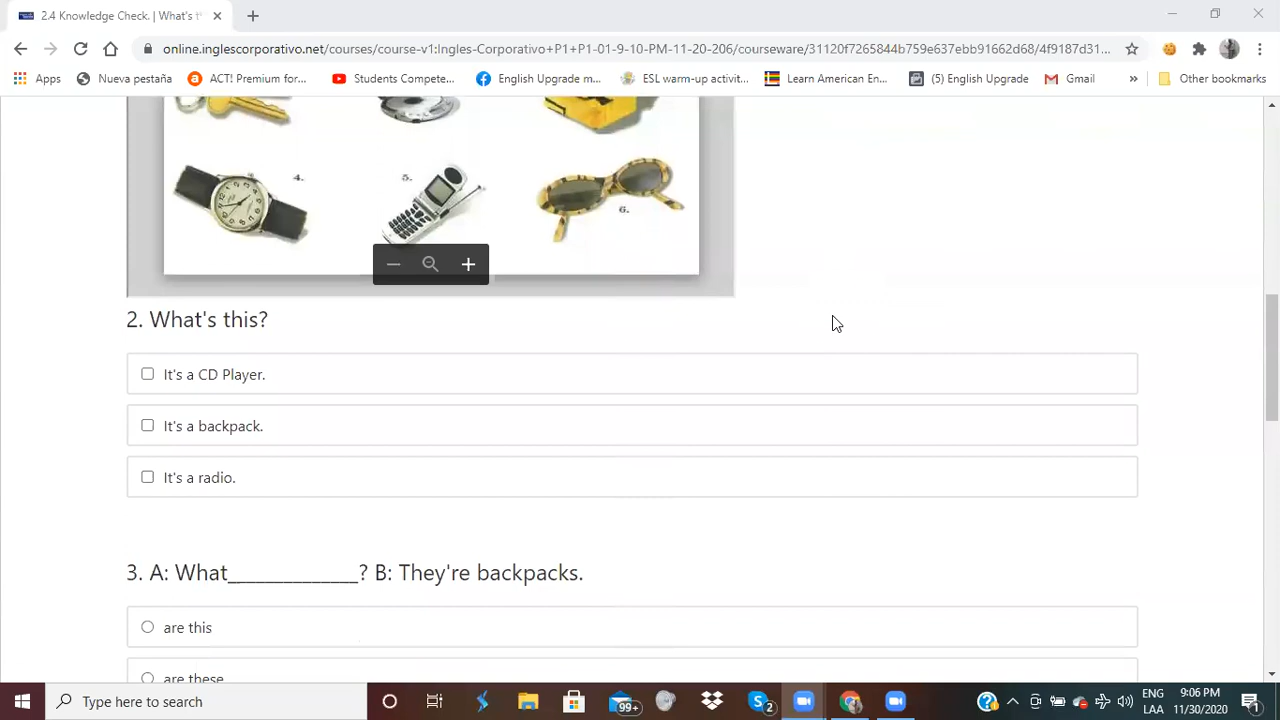 2.4 Knowledge Check. | What's t
online.inglescorporativo.net/courses/course-v1:Ingles-Corporativo+P1+P1-01-9-10-PM-11-20-206/courseware/31120f7265844b759e637ebb91662d68/4f9187d31...
Apps Nueva pestaña ACT! Premium for... Students Compete... English Upgrade m... ESL warm-up activit... Learn American En... (5) English Upgrade Gmail » Other bookmarks
4. 5. 6.
2. What's this?
It's a CD Player.
It's a backpack.
It's a radio.
3. A: What______________? B: They're backpacks.
are this
are these
Type here to search
99+
2
ENG
LAA
9:06 PM
11/30/2020
1